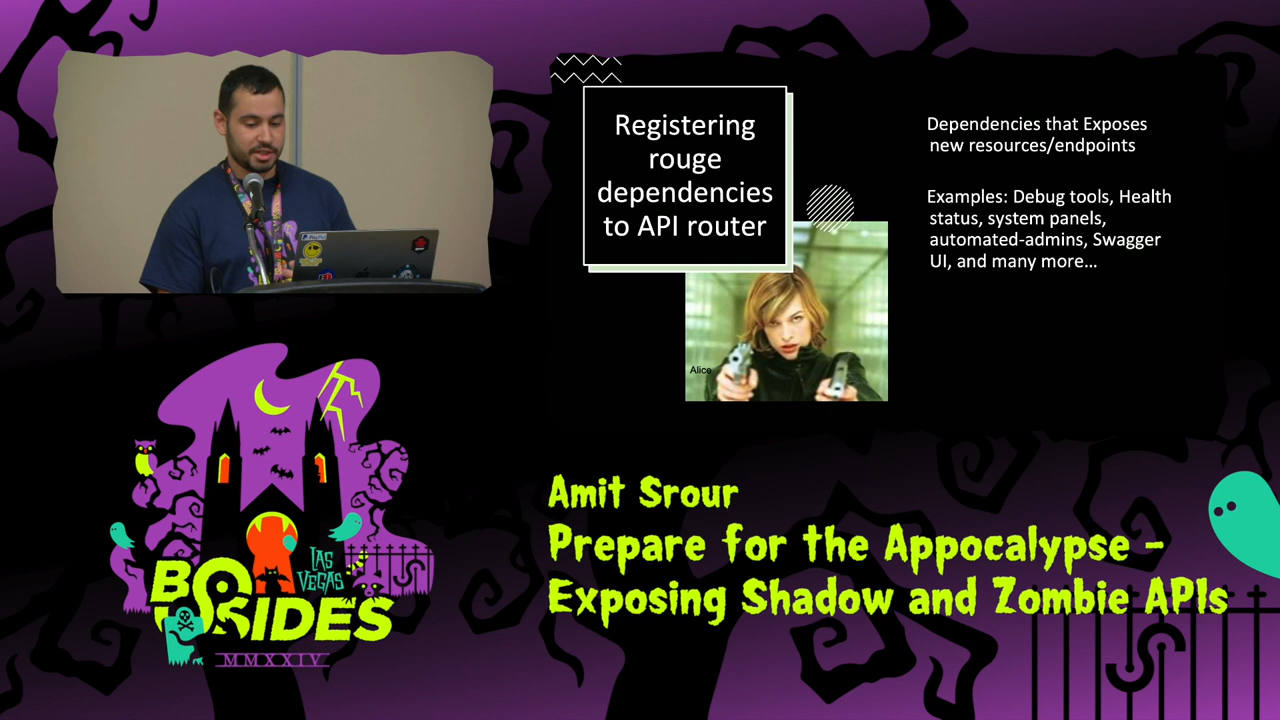 Registering
rouge
dependencies
to API router
Dependencies that Exposes
new resources/endpoints
Examples: Debug tools, Health
status, system panels,
automated-admins, Swagger
UI, and many more...
Alice
Amit Srour
Prepare for the Appocalypse -
Exposing Shadow and Zombie APIs
LAS
VEGAS
BSIDES
MMXXIV